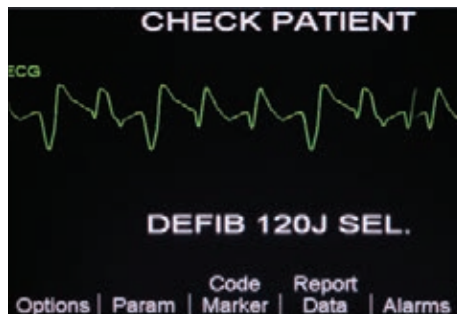 CHECK PATIENT
ECG
DEFIB 120J SEL.
Options | Param | Code Marker | Report Data | Alarms